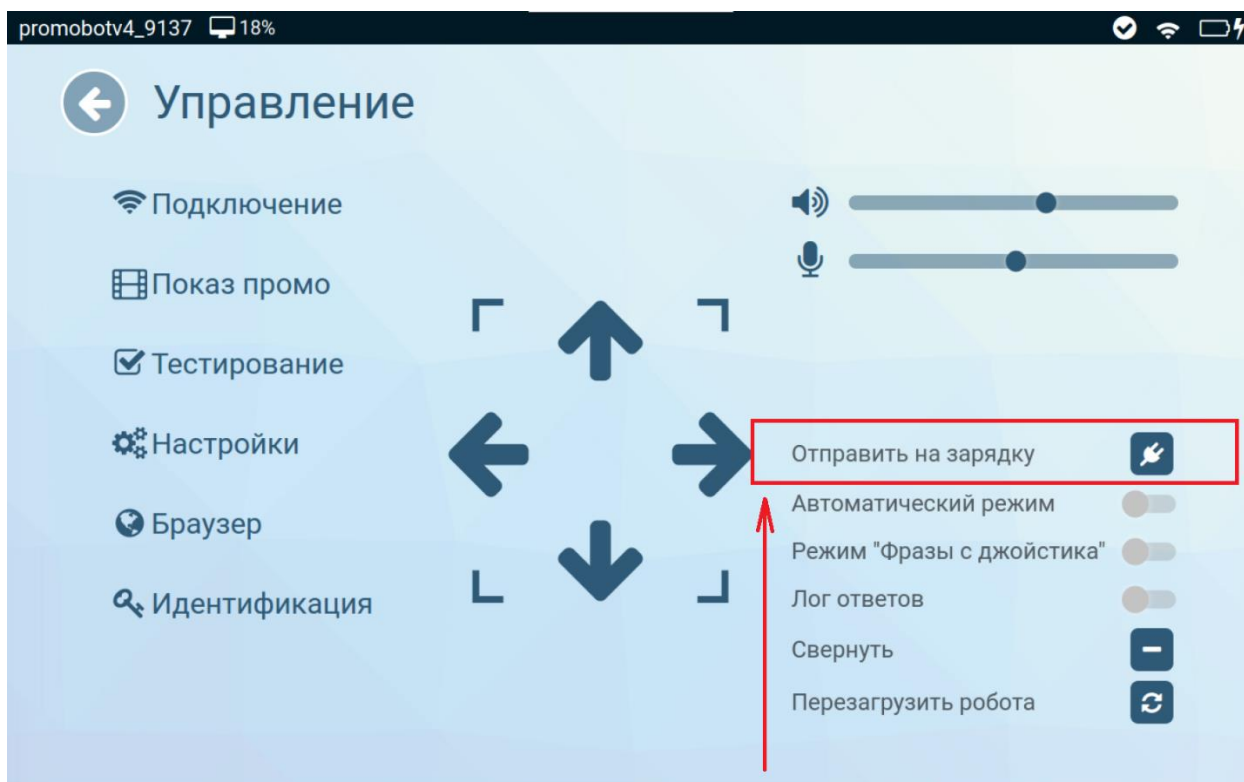 promobotv4_9137 18%
Управление
Подключение
Показ промо
Тестирование
Настройки
Браузер
Идентификация
Отправить на зарядку
Автоматический режим
Режим "Фразы с джойстика"
Лог ответов
Свернуть
Перезагрузить робота